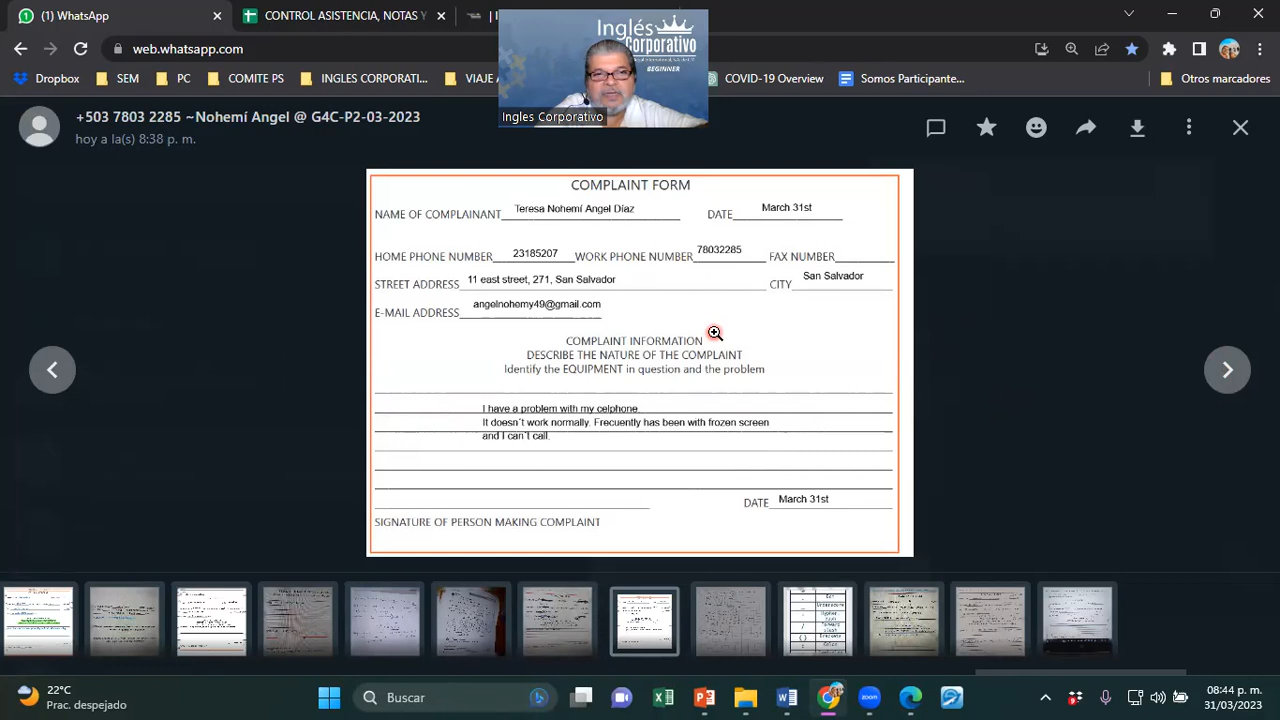 (1) WhatsApp
CONTROL ASISTENCIA, NOTAS Y
web.whatsapp.com
Dropbox
SEM
PC
COMITE PS
INGLES CORPORATI...
VIAJE A
COVID-19 Overview
Somos Participante...
Otros marcadores
Inglés
Corporativo
BEGINNER
Ingles Corporativo
+503 7803 2285 ~Nohemí Angel @ G4C-P2-03-2023
hoy a la(s) 8:38 p. m.
COMPLAINT FORM
NAME OF COMPLAINANT Teresa Nohemí Angel Díaz DATE March 31st
HOME PHONE NUMBER 23185207 WORK PHONE NUMBER 78032285 FAX NUMBER
STREET ADDRESS 11 east street, 271, San Salvador CITY San Salvador
E-MAIL ADDRESS angelnohemy49@gmail.com
COMPLAINT INFORMATION
DESCRIBE THE NATURE OF THE COMPLAINT
Identify the EQUIPMENT in question and the problem
I have a problem with my celphone.
It doesn´t work normally. Frecuently has been with frozen screen
and I can´t call.
DATE March 31st
SIGNATURE OF PERSON MAKING COMPLAINT
22°C
Prac. despejado
Buscar
zoom
08:44 p. m.
31/03/2023